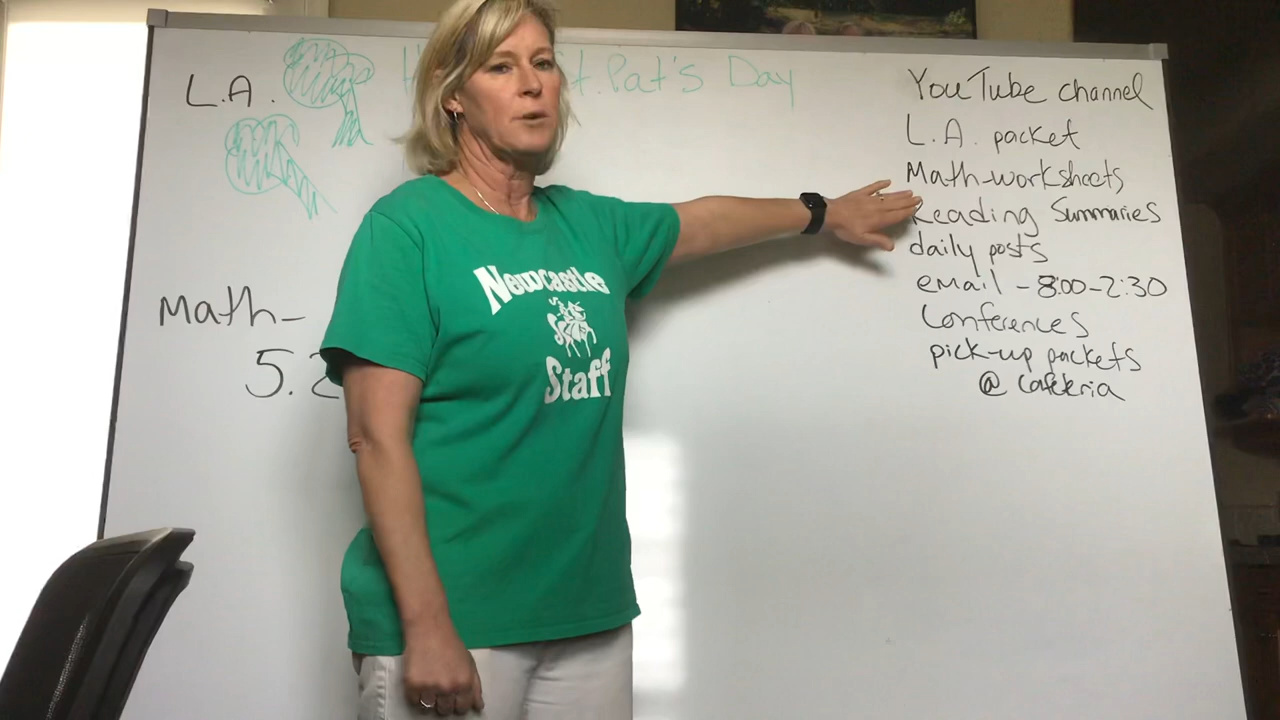 L.A.
H St. Pat's Day
Math-
5.2
Newcastle
Staff
YouTube channel
L.A. packet
Math-worksheets
Reading Summaries
daily posts
email - 8:00-2:30
Conferences
pick-up packets
@ cafeteria